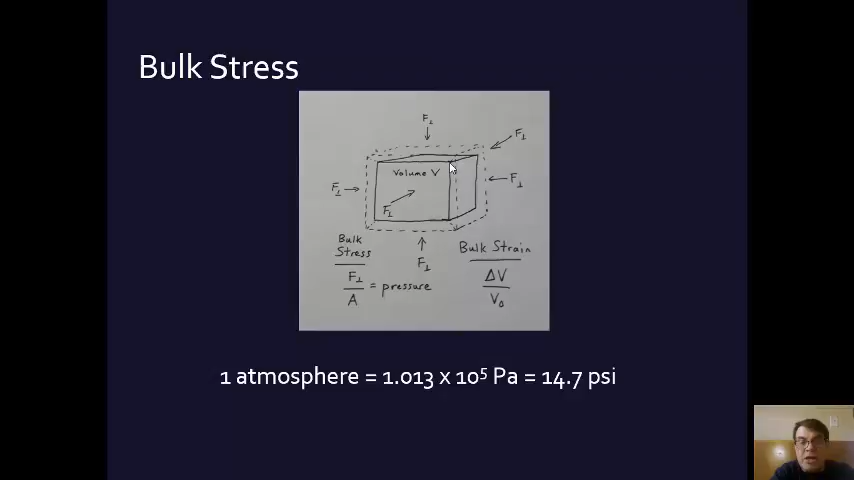 Bulk Stress
F⊥
F⊥
Volume V
F⊥
F⊥
F⊥
F⊥
Bulk Stress
F⊥/A = pressure
Bulk Strain
ΔV/V₀
1 atmosphere = 1.013 x 10⁵ Pa = 14.7 psi